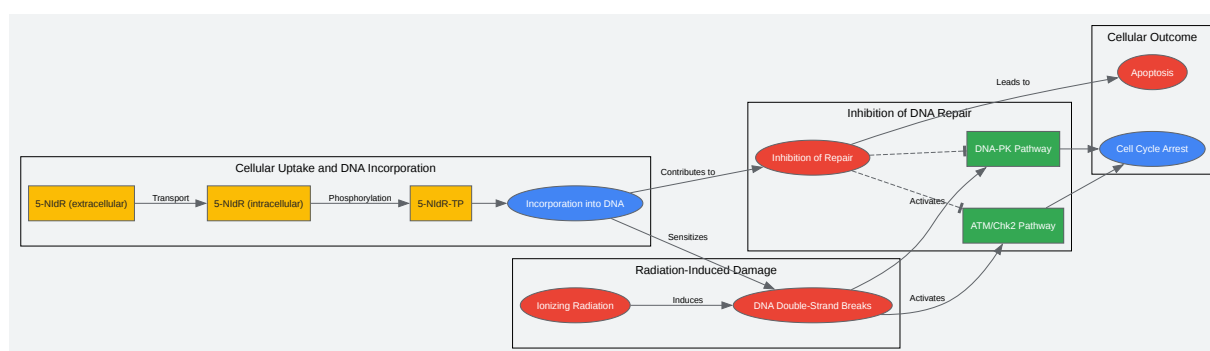 Cellular Outcome
Apoptosis
Leads to
Inhibition of DNA Repair
DNA-PK Pathway
Cell Cycle Arrest
Inhibition of Repair
Cellular Uptake and DNA Incorporation
Contributes to
5-NIdR (extracellular)
Transport
5-NIdR (intracellular)
Phosphorylation
5-NIdR-TP
Incorporation into DNA
Activates
ATM/Chk2 Pathway
Sensitizes
Radiation-Induced Damage
Ionizing Radiation
Induces
DNA Double-Strand Breaks
Activates